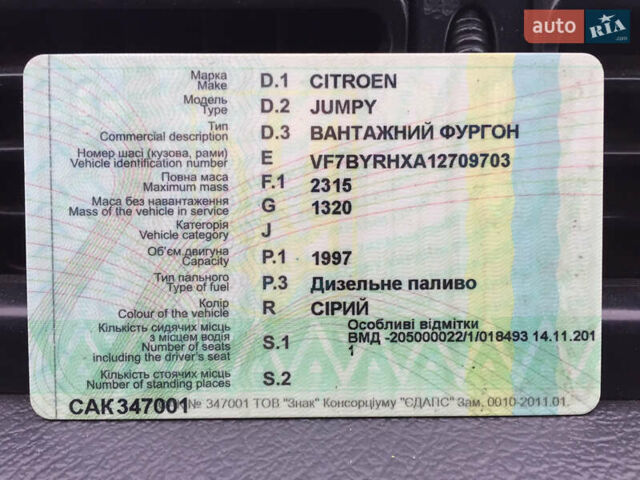 auto RIA
Марка D.1 CITROEN
Make
Модель D.2 JUMPY
Type
Тип D.3 ВАНТАЖНИЙ ФУРГОН
Commercial description
Номер шасі (кузова, рами) E VF7BYRHXA12709703
Vehicle identification number
Повна маса F.1 2315
Maximum mass
Маса без навантаження G 1320
Mass of the vehicle in service
Категорія J
Vehicle category
Об'єм двигуна P.1 1997
Capacity
Тип пального P.3 Дизельне паливо
Type of fuel
Колір R СІРИЙ
Colour of the vehicle
Кількість сидячих місць Особливі відмітки
з місцем водія S.1 ВМД -205000022/1/018493 14.11.201
Number of seats 1
including the driver's seat
Кількість стоячих місць S.2
Number of standing places
САК347001 № 347001 ТОВ "Знак" Консорціуму "ЄДАПС" Зам. 0010-2011.01.